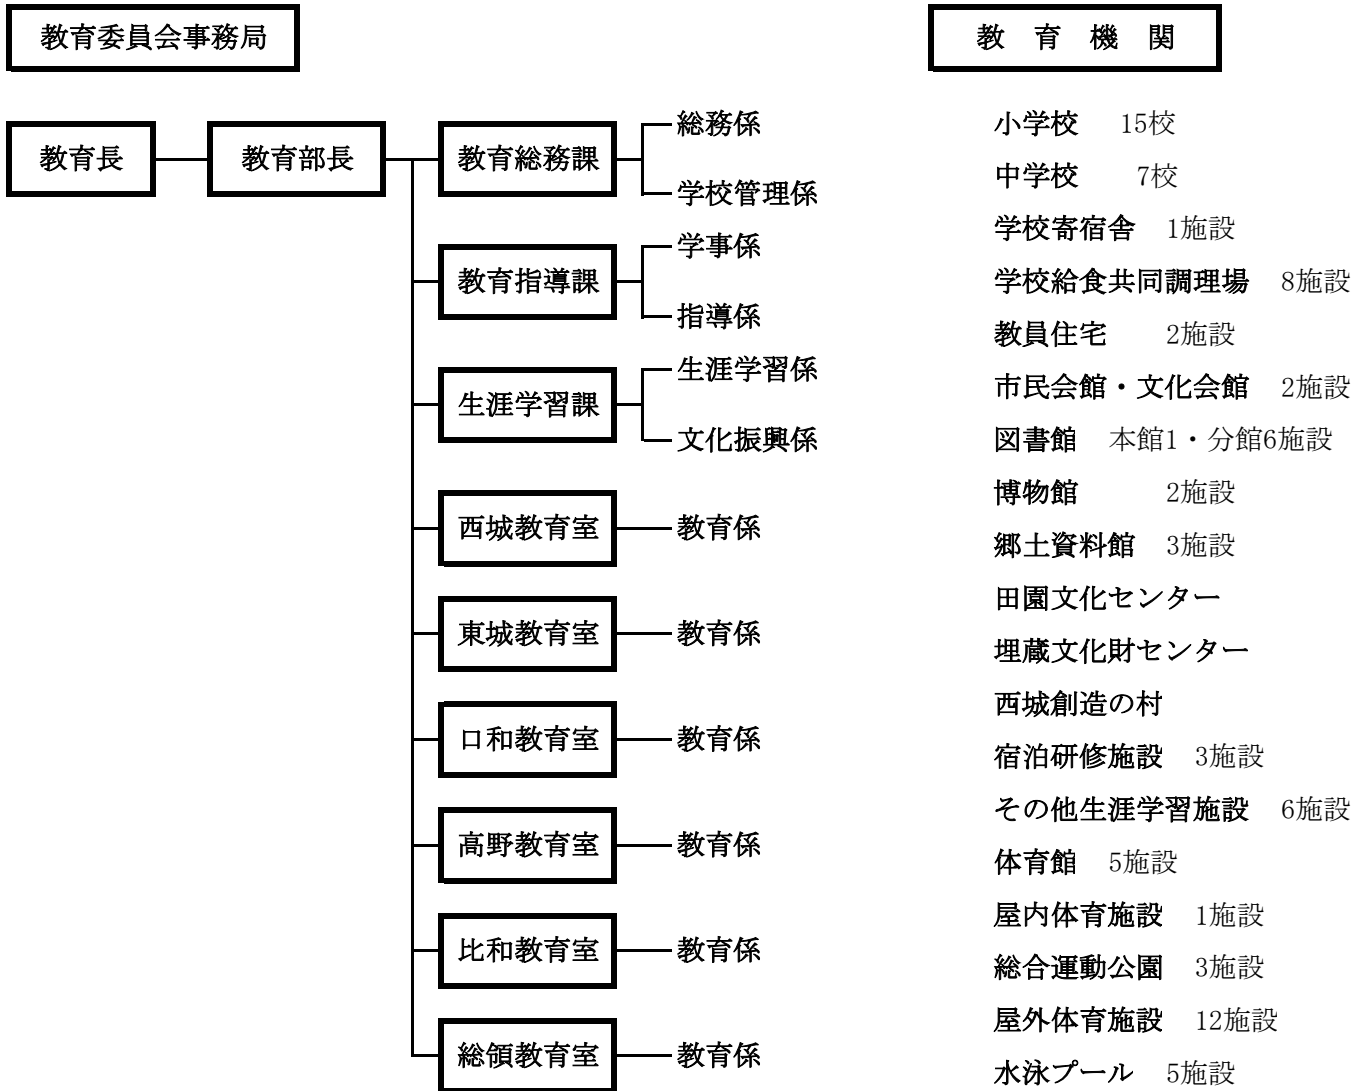 教育委員会事務局
教育長
教育部長
教育総務課
総務係
学校管理係
教育指導課
学事係
指導係
生涯学習課
生涯学習係
文化振興係
西城教育室
教育係
東城教育室
教育係
口和教育室
教育係
高野教育室
教育係
比和教育室
教育係
総領教育室
教育係
教 育 機 関
小学校 15校
中学校 7校
学校寄宿舎 1施設
学校給食共同調理場 8施設
教員住宅 2施設
市民会館・文化会館 2施設
図書館 本館1・分館6施設
博物館 2施設
郷土資料館 3施設
田園文化センター
埋蔵文化財センター
西城創造の村
宿泊研修施設 3施設
その他生涯学習施設 6施設
体育館 5施設
屋内体育施設 1施設
総合運動公園 3施設
屋外体育施設 12施設
水泳プール 5施設